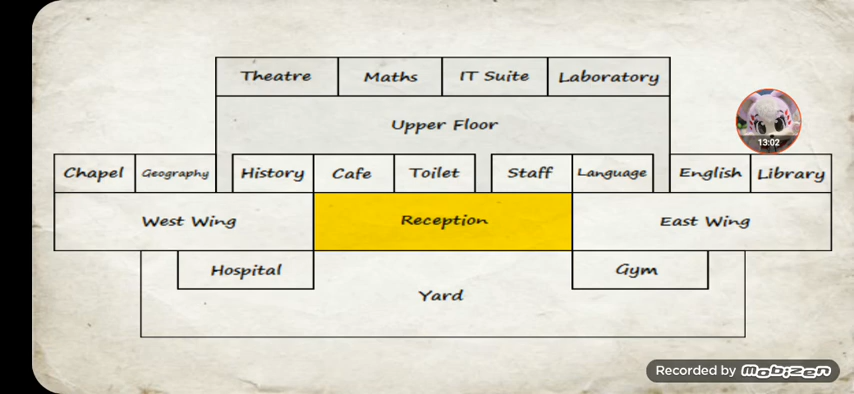 Theatre Maths IT Suite Laboratory
Upper Floor
13:02
Chapel Geography History Cafe Toilet Staff Language English Library
West Wing Reception East Wing
Hospital Gym
Yard
Recorded by Mobizen